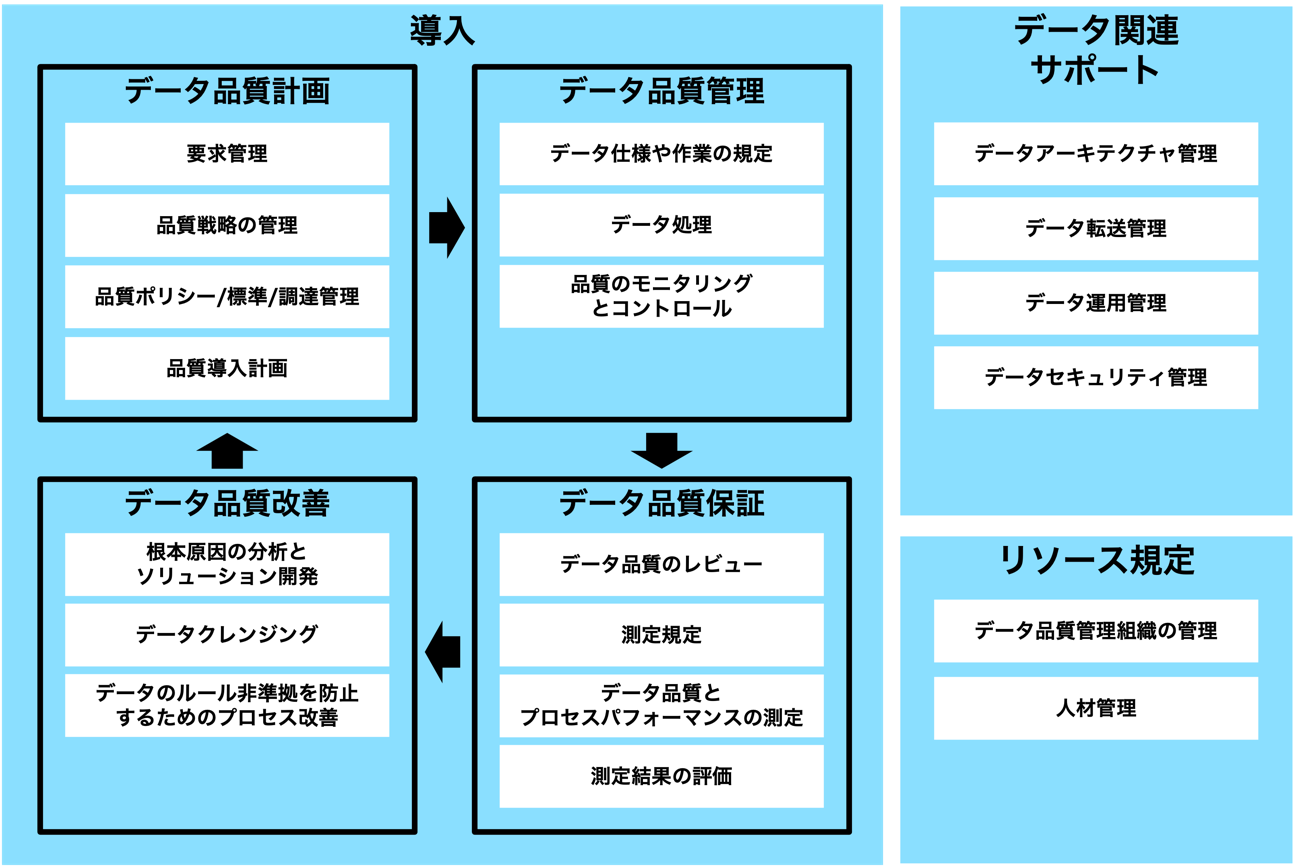 導入
データ品質計画
要求管理
品質戦略の管理
品質ポリシー/標準/調達管理
品質導入計画
データ品質管理
データ仕様や作業の規定
データ処理
品質のモニタリング
とコントロール
データ品質保証
データ品質のレビュー
測定規定
データ品質と
プロセスパフォーマンスの測定
測定結果の評価
データ品質改善
根本原因の分析と
ソリューション開発
データクレンジング
データのルール非準拠を防止
するためのプロセス改善
データ関連
サポート
データアーキテクチャ管理
データ転送管理
データ運用管理
データセキュリティ管理
リソース規定
データ品質管理組織の管理
人材管理